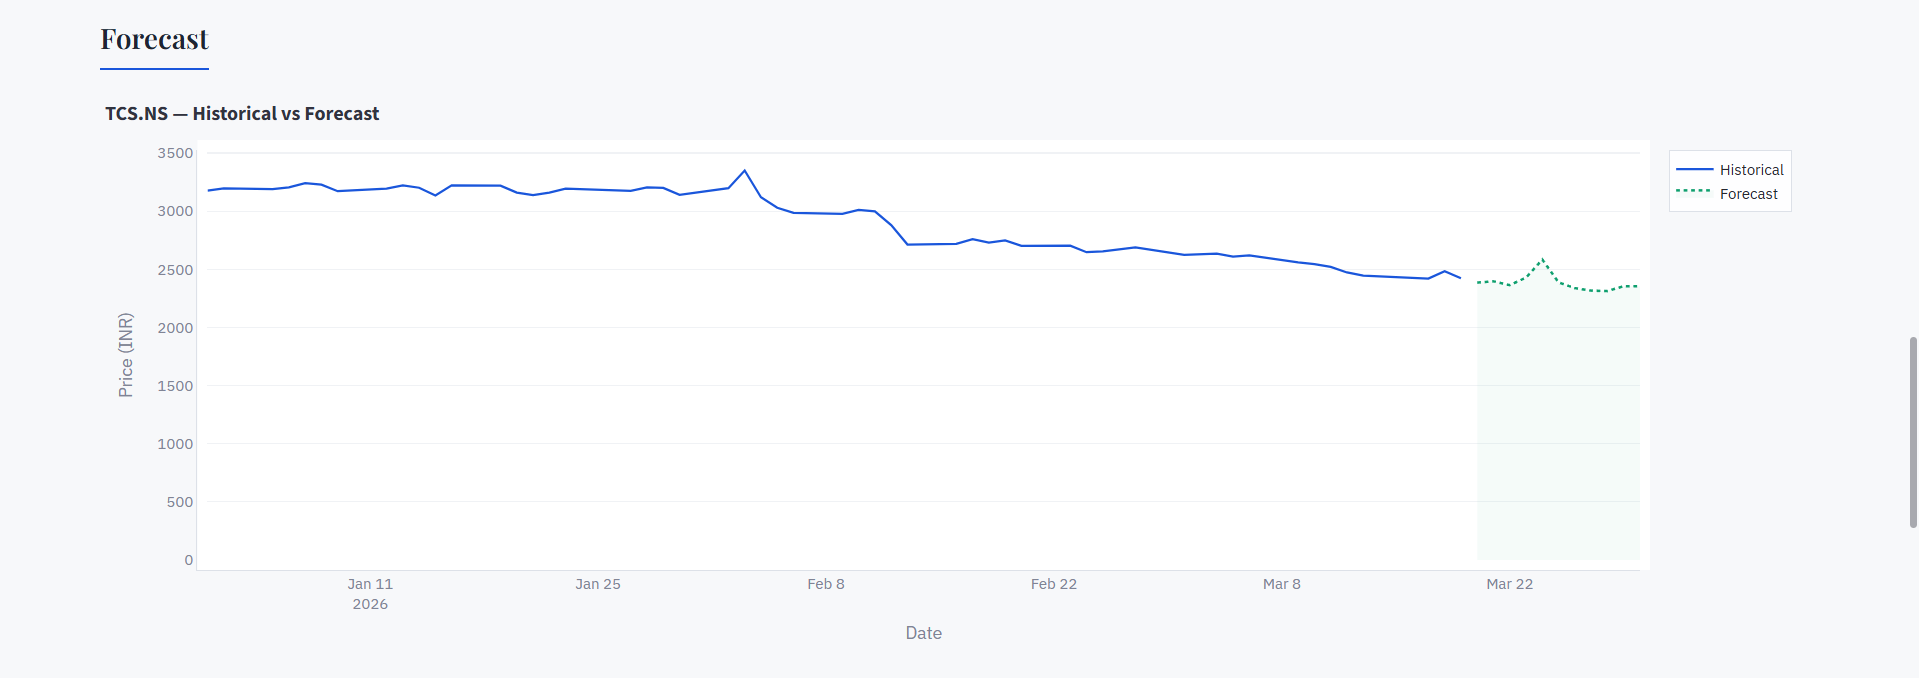 Forecast
TCS.NS — Historical vs Forecast
3500
3000
2500
2000
1500
1000
500
0
Price (INR)
Jan 11
2026
Jan 25
Feb 8
Feb 22
Mar 8
Mar 22
Date
Historical
Forecast